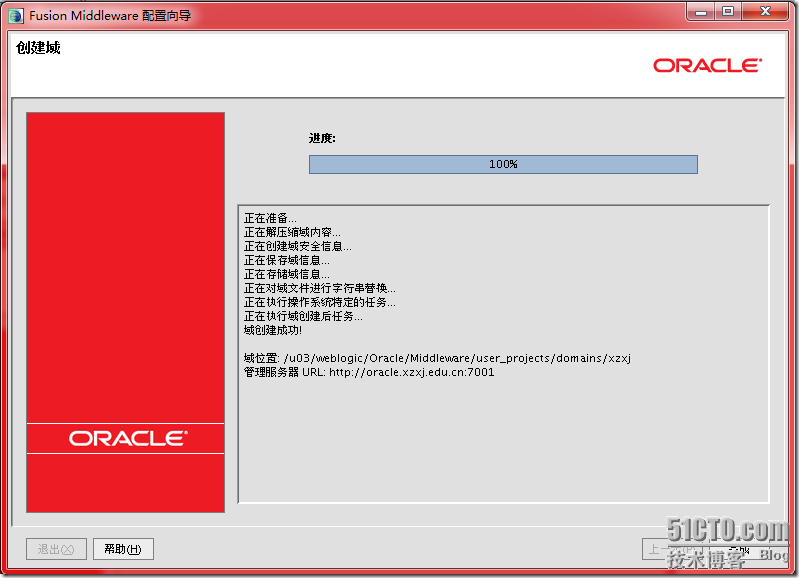 Fusion Middleware 配置向导
创建域
ORACLE
进度:
100%
正在准备...
正在解压缩域内容...
正在创建域安全信息...
正在保存域信息...
正在存储域信息...
正在对域文件进行字符串替换...
正在执行操作系统特定的任务...
正在执行域创建后任务...
域创建成功!
域位置: /u03/weblogic/Oracle/Middleware/user_projects/domains/xzxj
管理服务器 URL: http://oracle.xzxj.edu.cn:7001
ORACLE
退出(X)
帮助(H)
上一
51CTO.com
技术博客 Blog